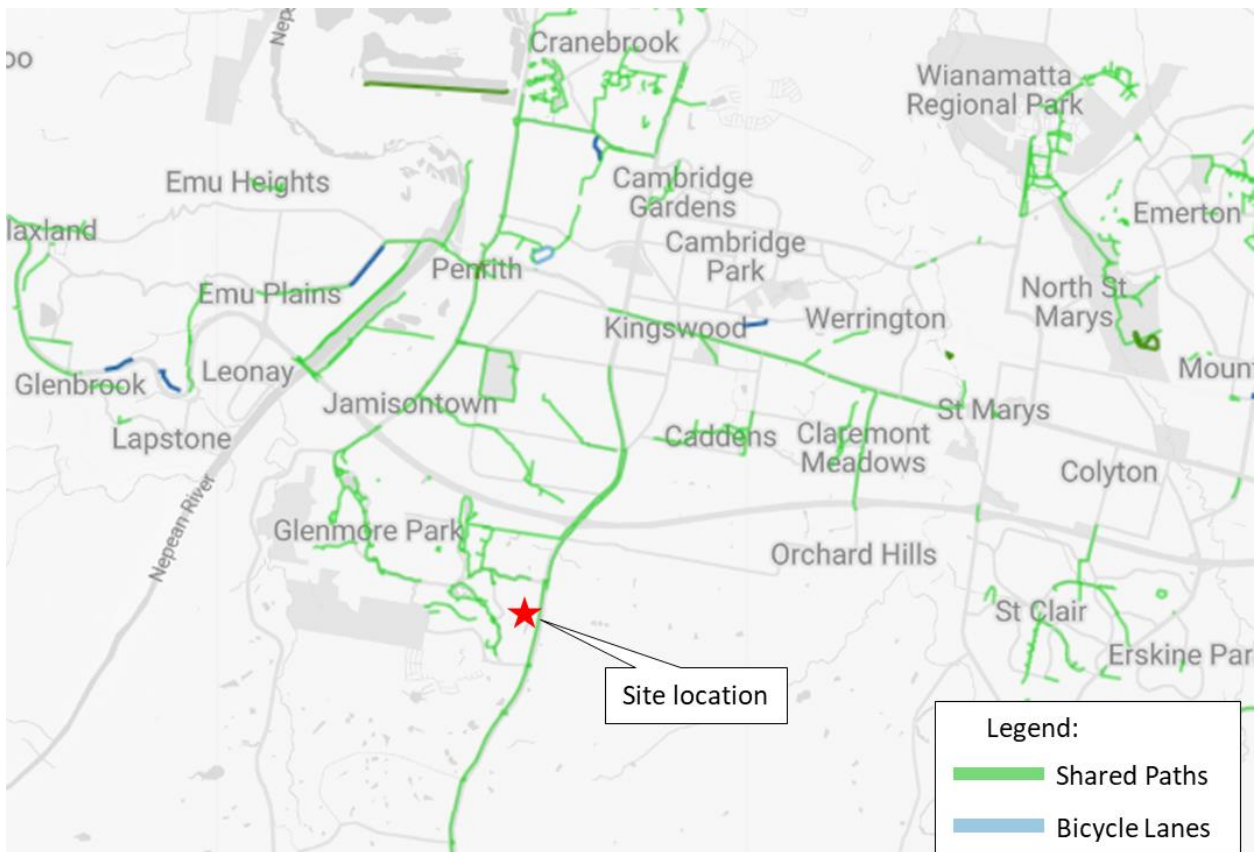 Nep
Cranebrook
oo
Wianamatta
Regional Park
Emu Heights
Cambridge
Gardens
Emerton
laxland
Cambridge
Park
Penrith
Emu Plains
North St
Marys
Kingswood
Werrington
Glenbrook
Leonay
Mount
Jamisontown
St Marys
Lapstone
Caddens
Claremont
Meadows
Colyton
Nepean River
Glenmore Park
Orchard Hills
St Clair
Erskine Par
Site location
Legend:
Shared Paths
Bicycle Lanes